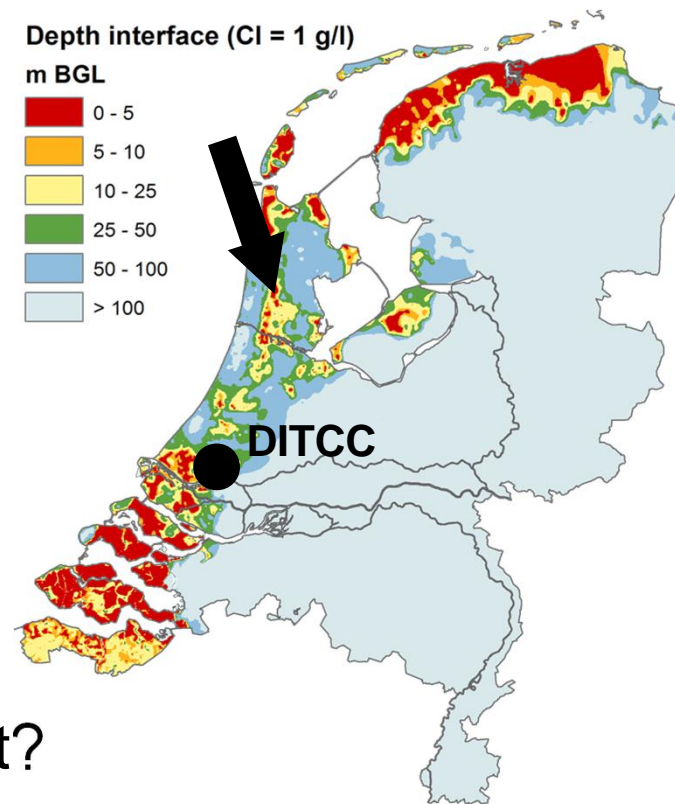 Depth interface (Cl = 1 g/l)
m BGL
0 - 5
5 - 10
10 - 25
25 - 50
50 - 100
> 100
DITCC
t?